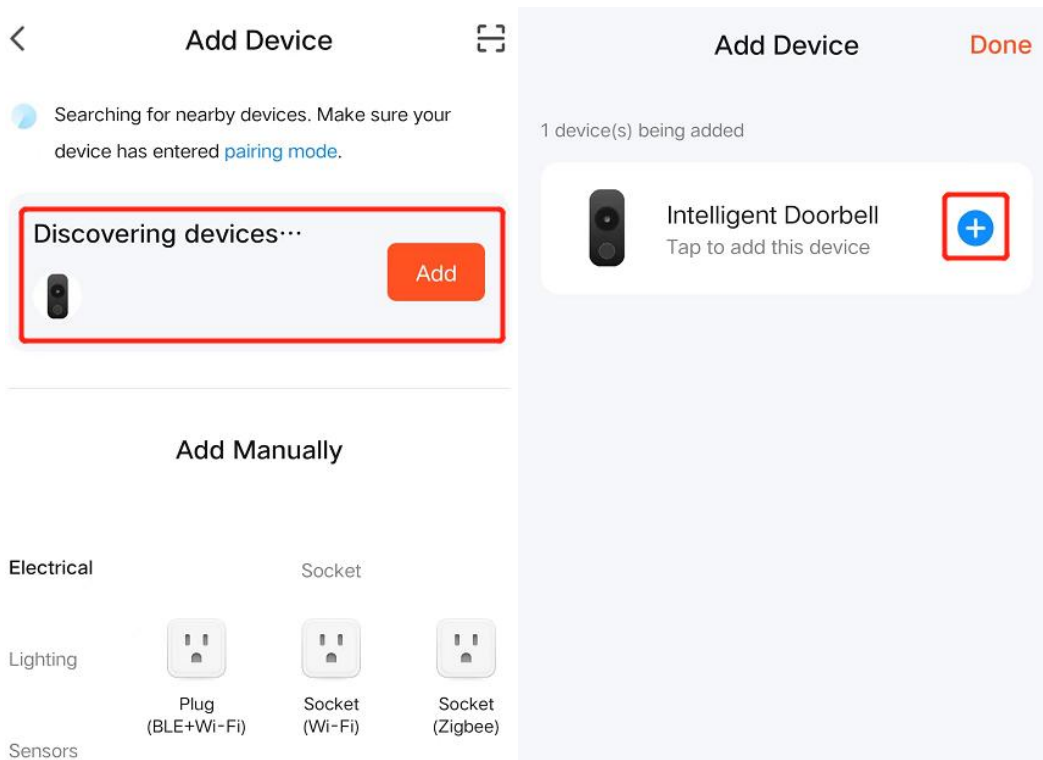 Add Device
Searching for nearby devices. Make sure your
device has entered pairing mode.
Discovering devices···
Add
Add Manually
Electrical
Socket
Lighting
Plug
(BLE+Wi-Fi)
Socket
(Wi-Fi)
Socket
(Zigbee)
Sensors
Add Device
Done
1 device(s) being added
Intelligent Doorbell
Tap to add this device